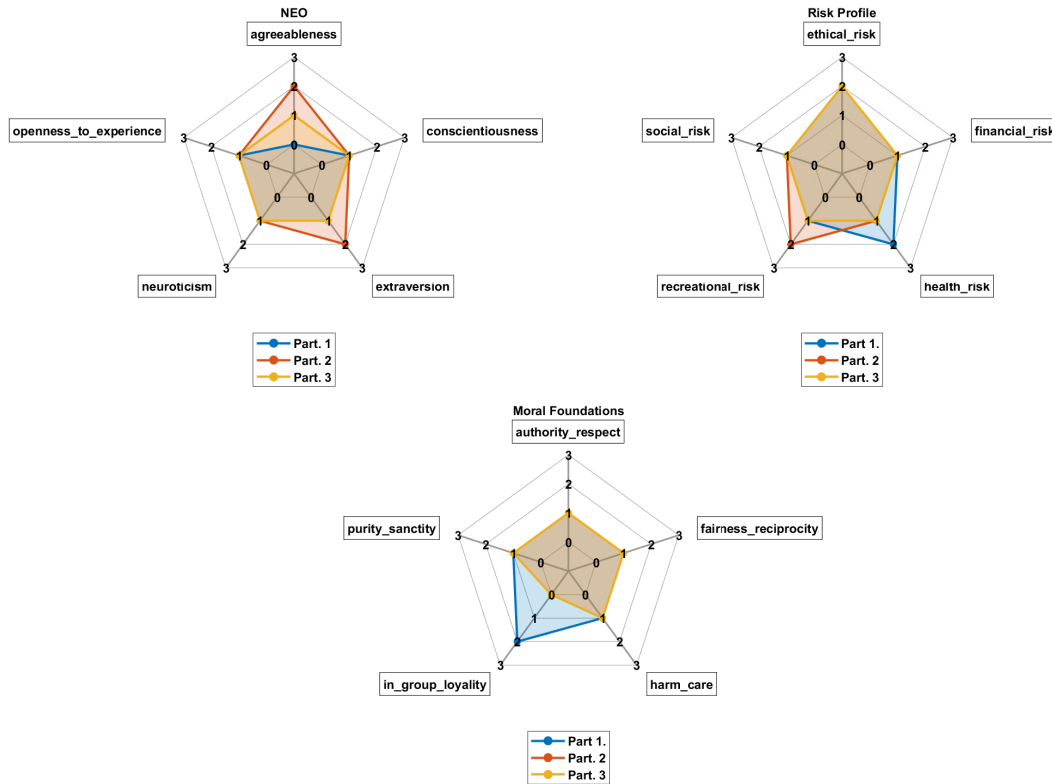 NEO
agreeableness
3
2
1
0
openness_to_experience
3
2
1
0
conscientiousness
0
1
2
3
neuroticism
0
1
2
3
extraversion
0
1
2
3
Part. 1
Part. 2
Part. 3
Risk Profile
ethical_risk
3
2
1
0
social_risk
3
2
1
0
financial_risk
0
1
2
3
recreational_risk
0
1
2
3
health_risk
0
1
2
3
Part 1.
Part. 2
Part. 3
Moral Foundations
authority_respect
3
2
1
0
purity_sanctity
3
2
1
0
fairness_reciprocity
0
1
2
3
in_group_loyality
0
1
2
3
harm_care
0
1
2
3
Part 1.
Part. 2
Part. 3